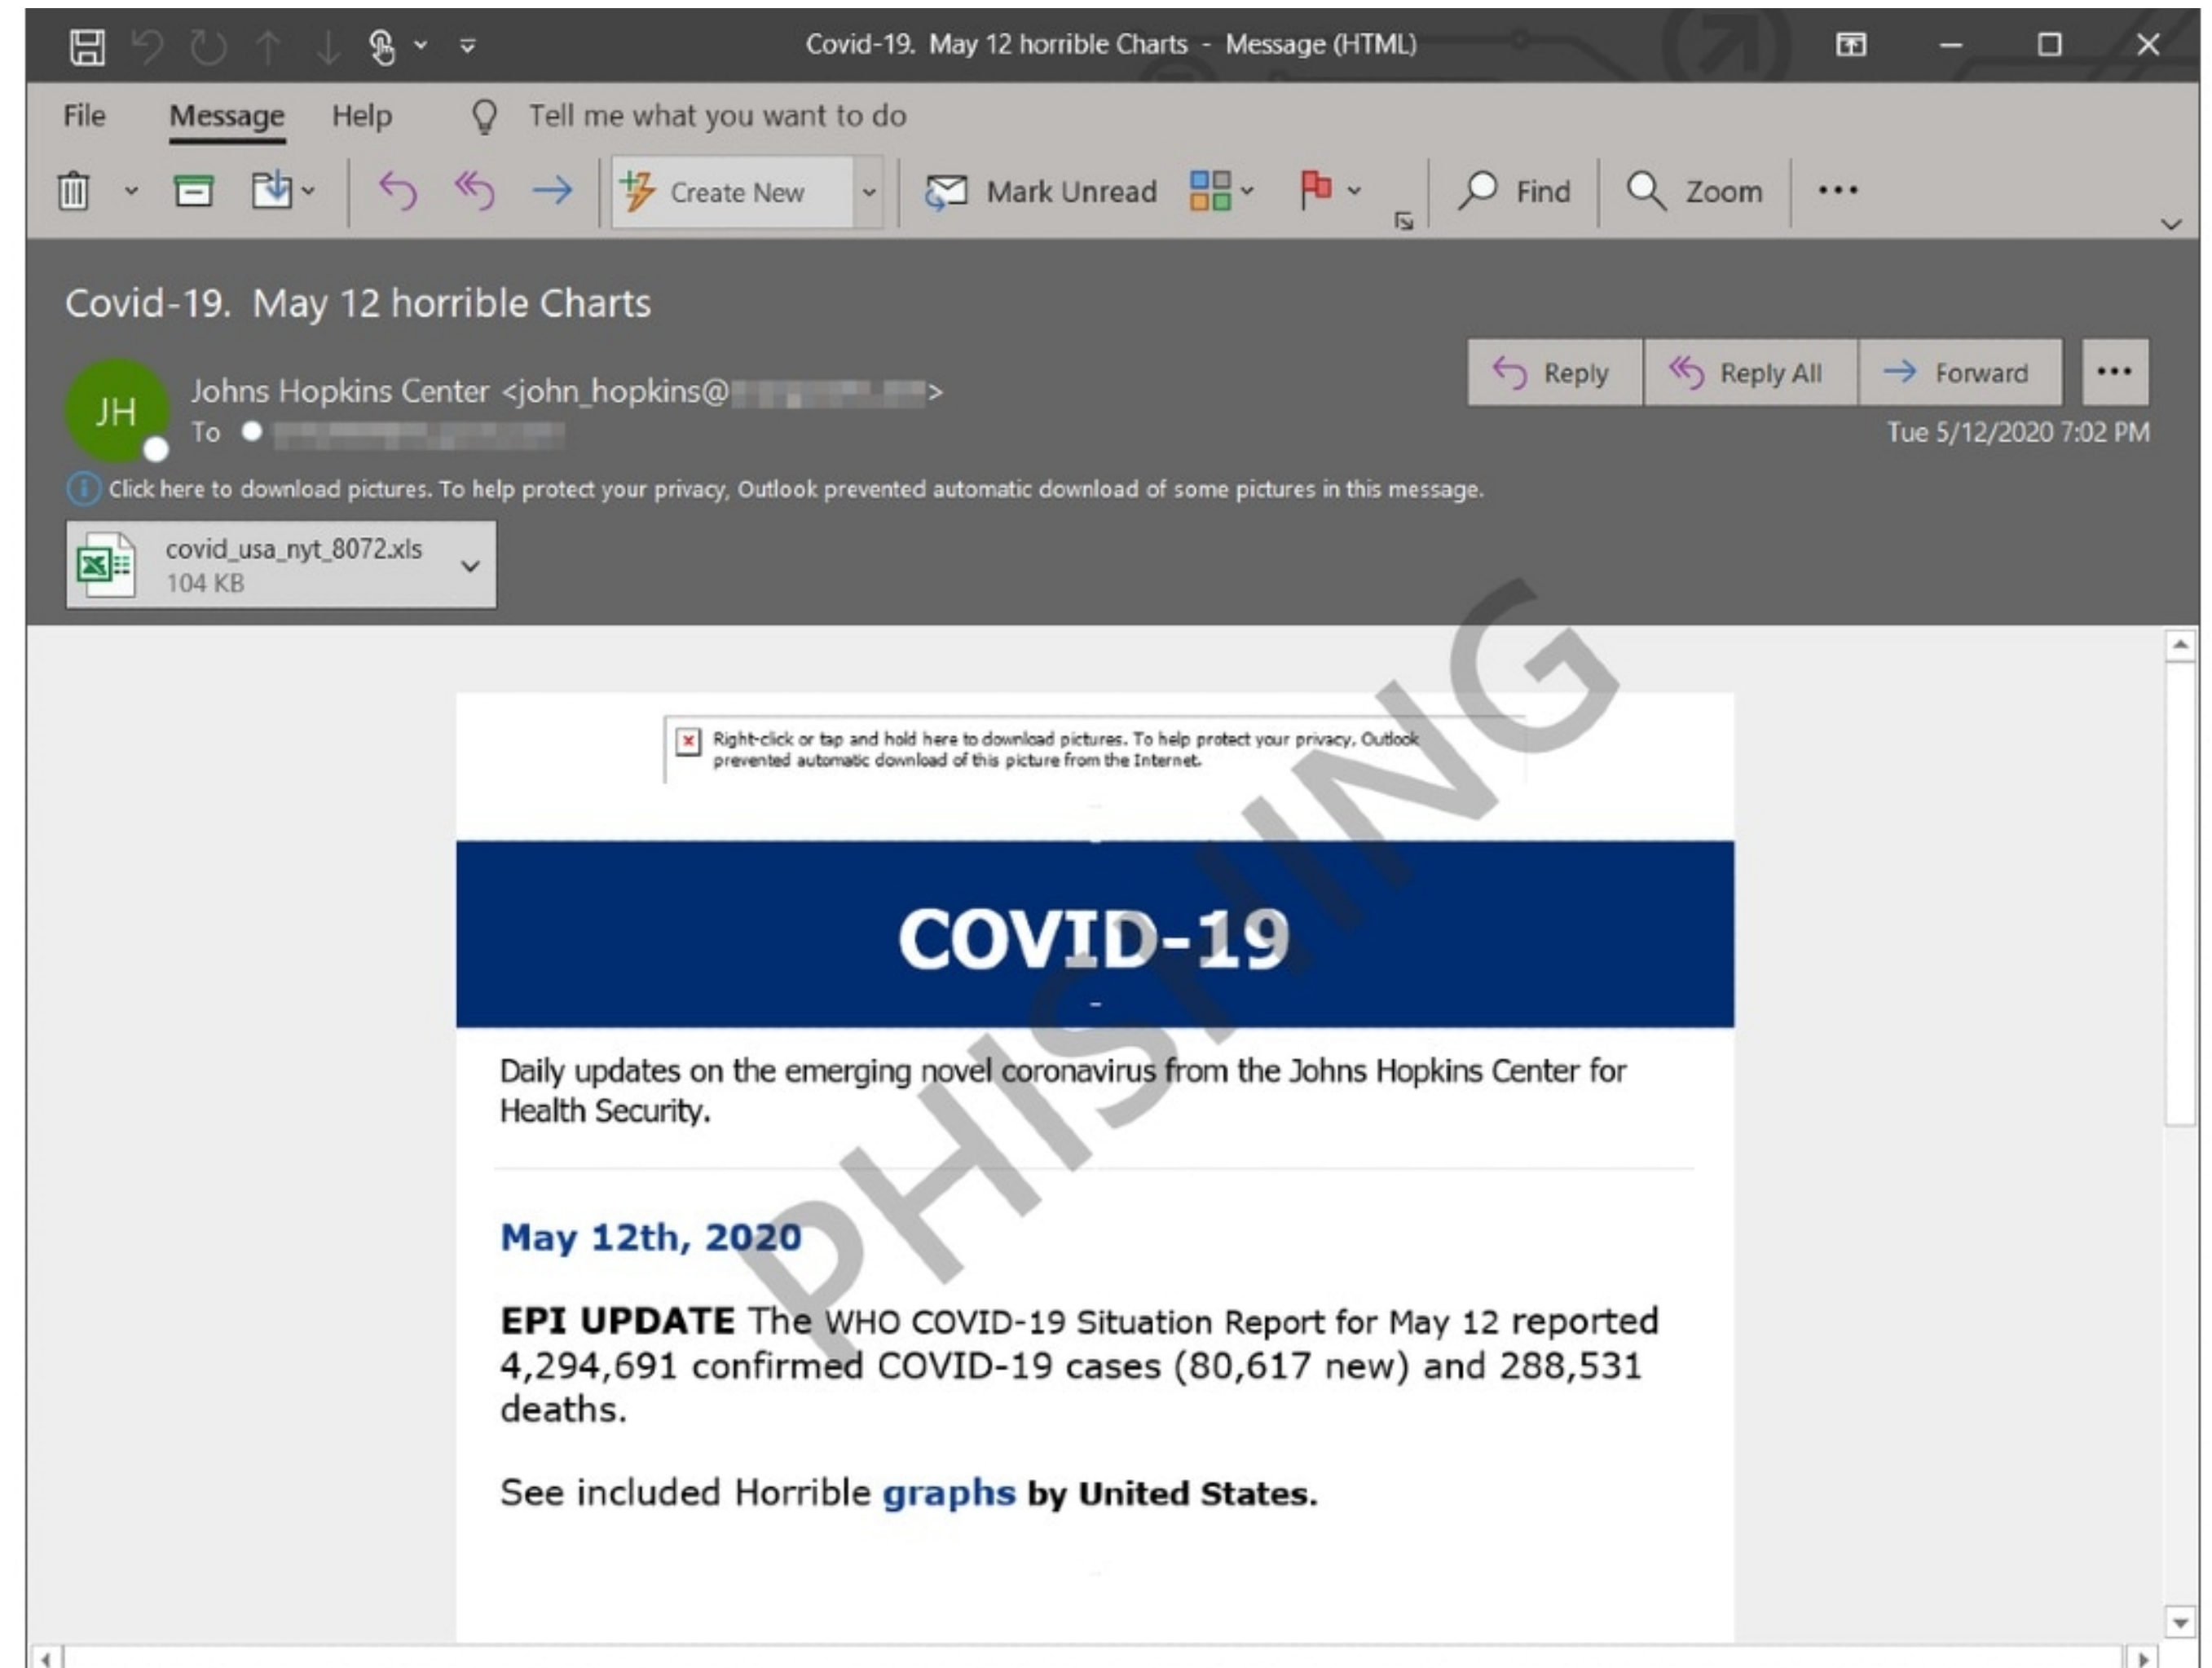 Covid-19.  May 12 horrible Charts  -  Message (HTML)
File Message Help Tell me what you want to do
Create New Mark Unread Find Zoom
Covid-19.  May 12 horrible Charts
Reply Reply All Forward
JH Johns Hopkins Center <john_hopkins@ >
To
Tue 5/12/2020 7:02 PM
Click here to download pictures. To help protect your privacy, Outlook prevented automatic download of some pictures in this message.
covid_usa_nyt_8072.xls
104 KB
Right-click or tap and hold here to download pictures. To help protect your privacy, Outlook
prevented automatic download of this picture from the Internet.
PHISHING
COVID-19
Daily updates on the emerging novel coronavirus from the Johns Hopkins Center for
Health Security.
May 12th, 2020
EPI UPDATE The WHO COVID-19 Situation Report for May 12 reported
4,294,691 confirmed COVID-19 cases (80,617 new) and 288,531
deaths.
See included Horrible graphs by United States.